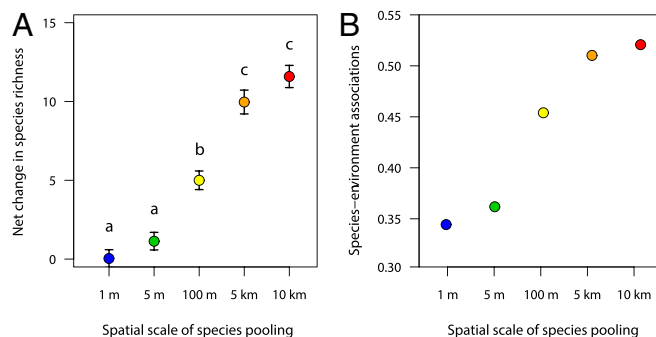 A
Net change in species richness
15
10
5
0
a
a
b
c
c
1 m
5 m
100 m
5 km
10 km
Spatial scale of species pooling
B
Species−environment associations
0.55
0.50
0.45
0.40
0.35
0.30
1 m
5 m
100 m
5 km
10 km
Spatial scale of species pooling